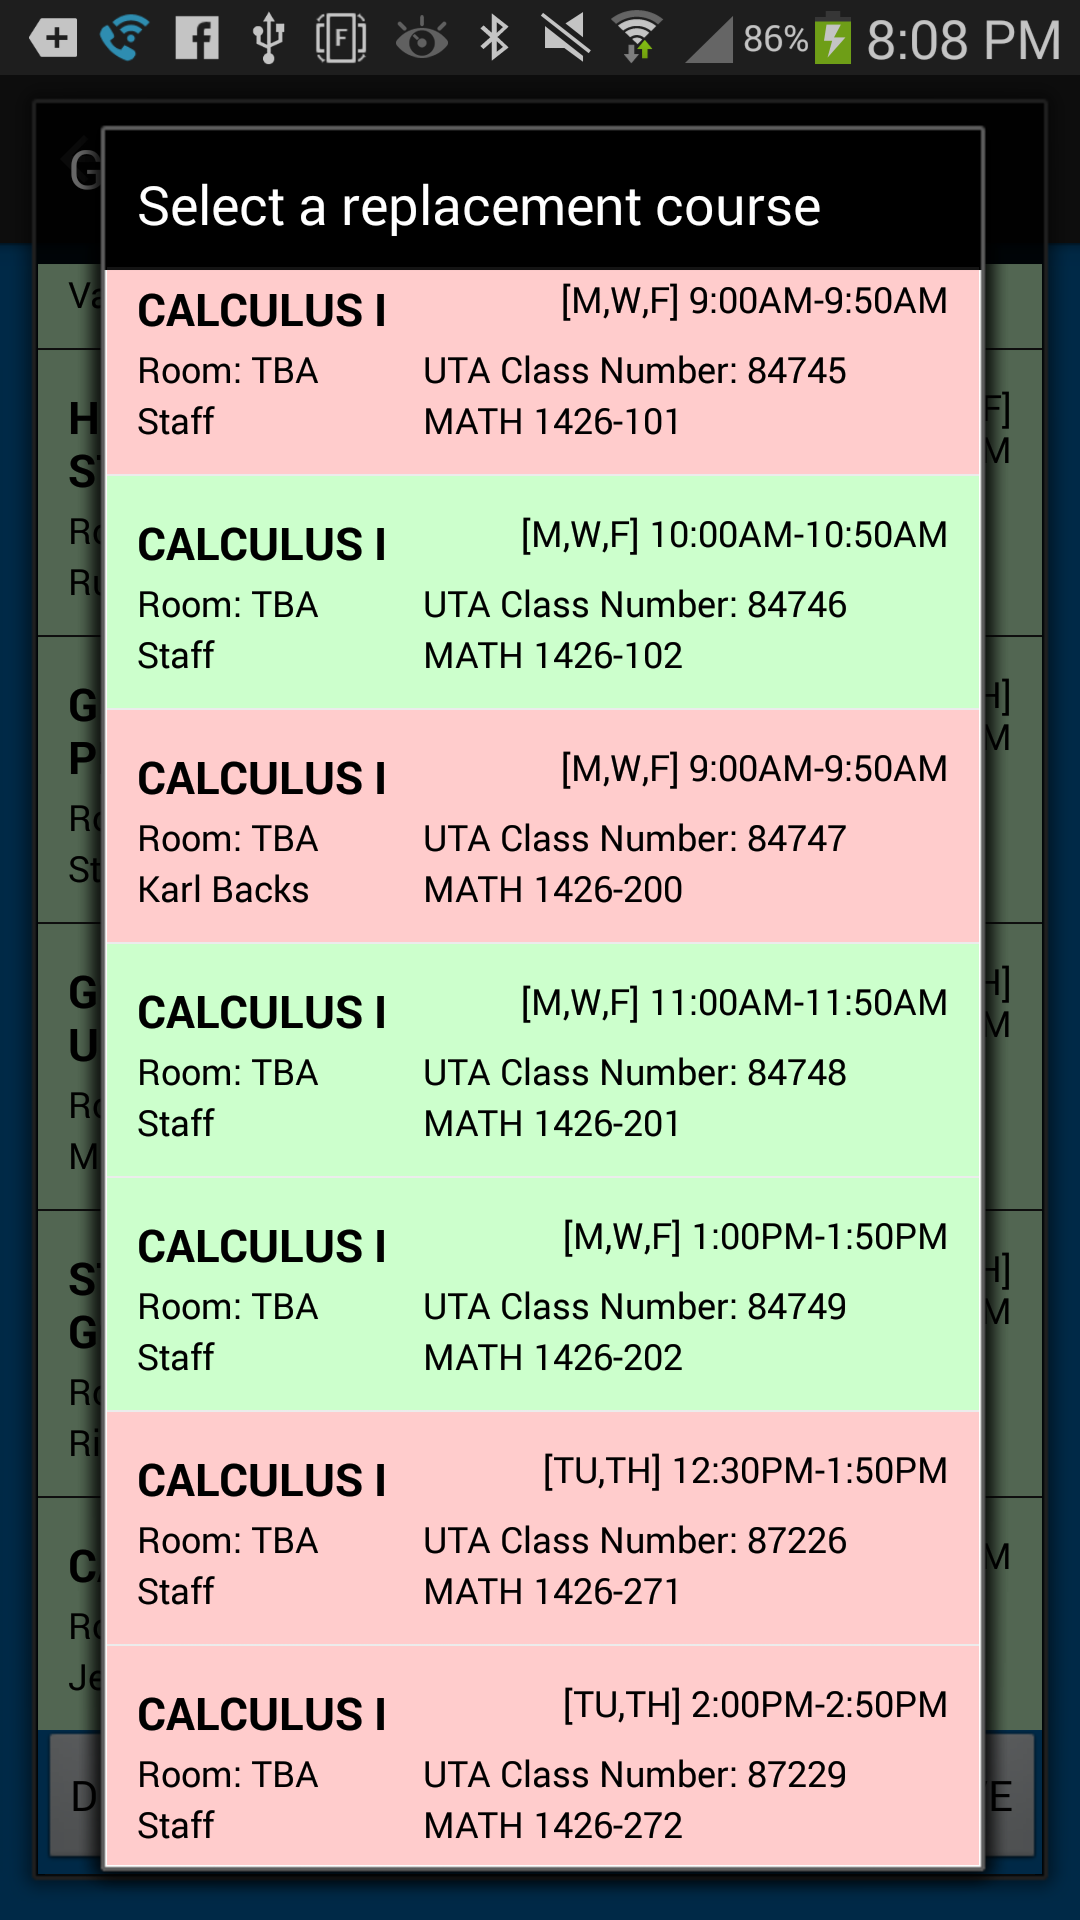 86% 8:08 PM
Select a replacement course
CALCULUS I [M,W,F] 9:00AM-9:50AM
Room: TBA UTA Class Number: 84745
Staff MATH 1426-101
CALCULUS I [M,W,F] 10:00AM-10:50AM
Room: TBA UTA Class Number: 84746
Staff MATH 1426-102
CALCULUS I [M,W,F] 9:00AM-9:50AM
Room: TBA UTA Class Number: 84747
Karl Backs MATH 1426-200
CALCULUS I [M,W,F] 11:00AM-11:50AM
Room: TBA UTA Class Number: 84748
Staff MATH 1426-201
CALCULUS I [M,W,F] 1:00PM-1:50PM
Room: TBA UTA Class Number: 84749
Staff MATH 1426-202
CALCULUS I [TU,TH] 12:30PM-1:50PM
Room: TBA UTA Class Number: 87226
Staff MATH 1426-271
CALCULUS I [TU,TH] 2:00PM-2:50PM
Room: TBA UTA Class Number: 87229
Staff MATH 1426-272